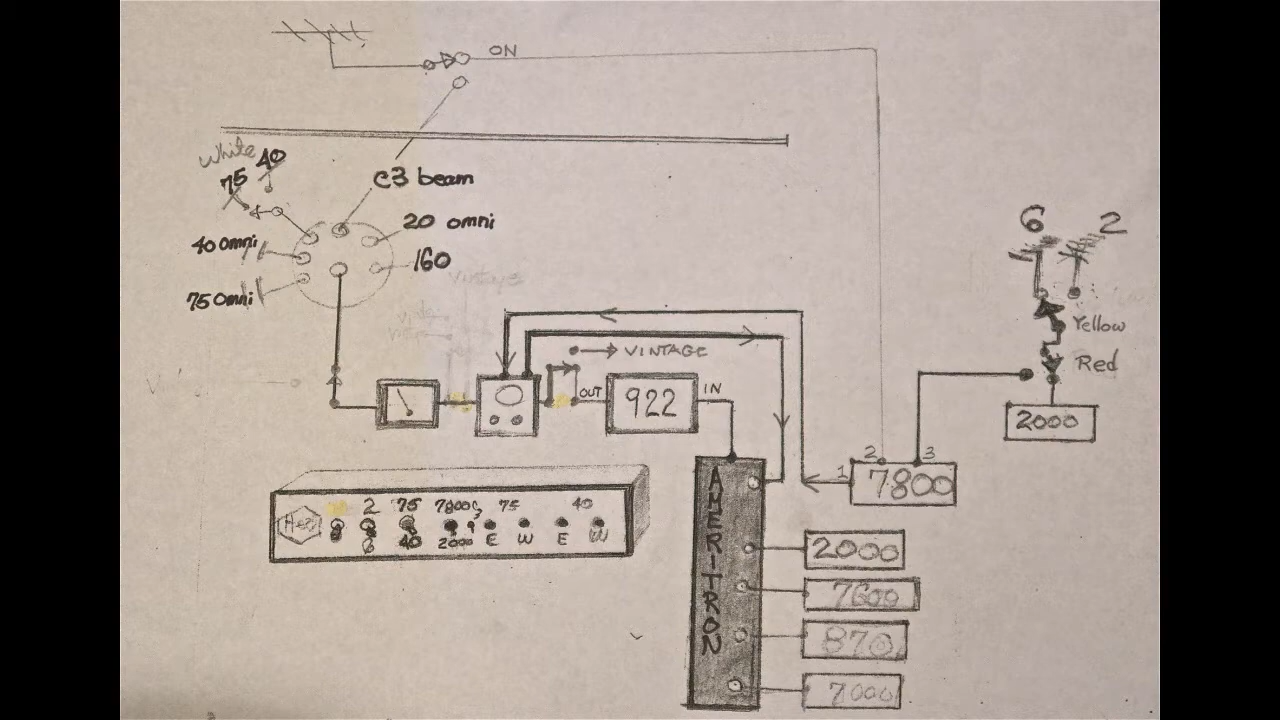 ON
White 40
75
C3 beam
20 omni
40 omni
160
75 omni
Vintage
VINTAGE
OUT
922
IN
6 2
Yellow
Red
2000
1 2 3
7800
AMERITRON
2000
7600
870
7000
2 75 7800 75 40
6 40 2000 E W E W